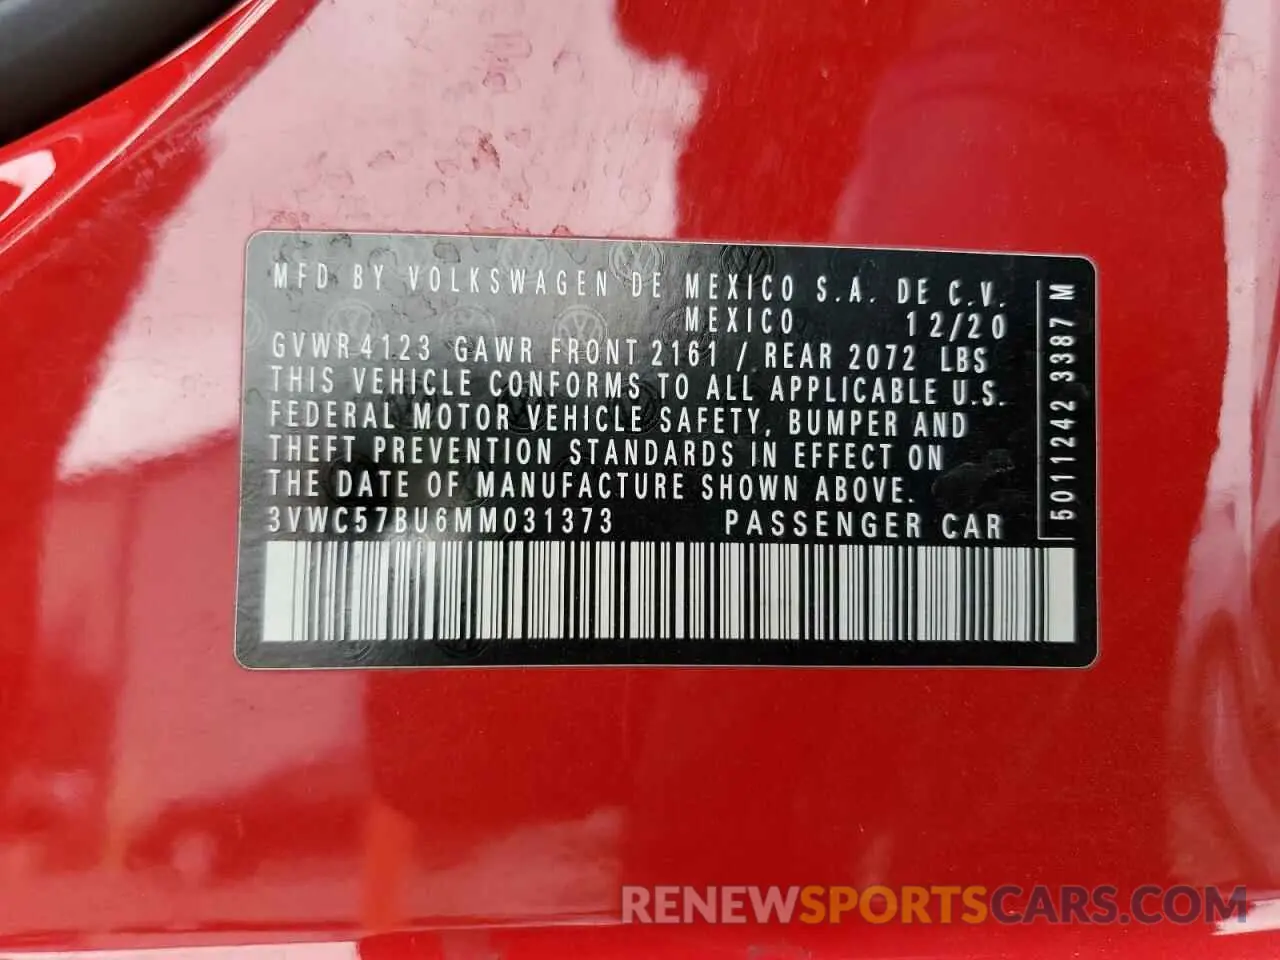 MFD BY VOLKSWAGEN DE MEXICO S.A. DE C.V.
MEXICO 12/20
GVWR 4123 GAWR FRONT 2161 / REAR 2072 LBS
THIS VEHICLE CONFORMS TO ALL APPLICABLE U.S.
FEDERAL MOTOR VEHICLE SAFETY, BUMPER AND
THEFT PREVENTION STANDARDS IN EFFECT ON
THE DATE OF MANUFACTURE SHOWN ABOVE.
3VWC57BU6MM031373 PASSENGER CAR
5011242 3387 M
RENEWSPORTSCARS.COM